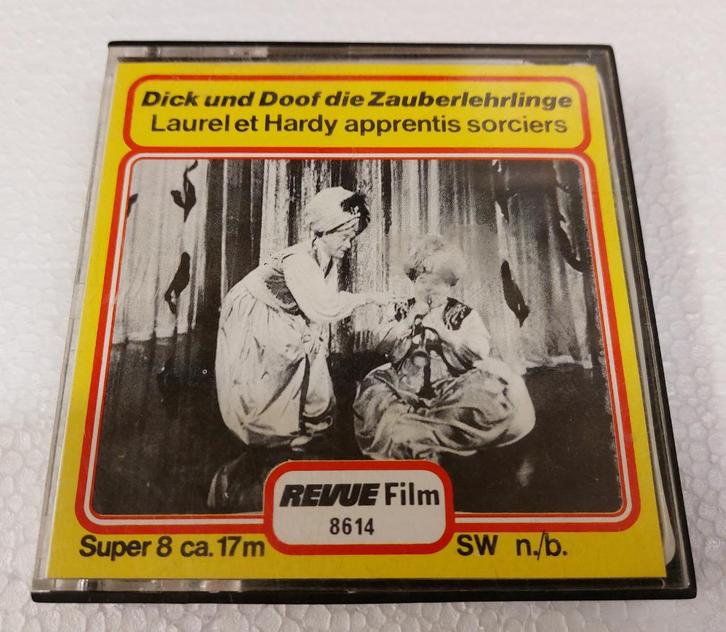 Dick und Doof die Zauberlehrlinge
Laurel et Hardy apprentis sorciers
REVUE Film
8614
Super 8 ca. 17m
SW n./b.